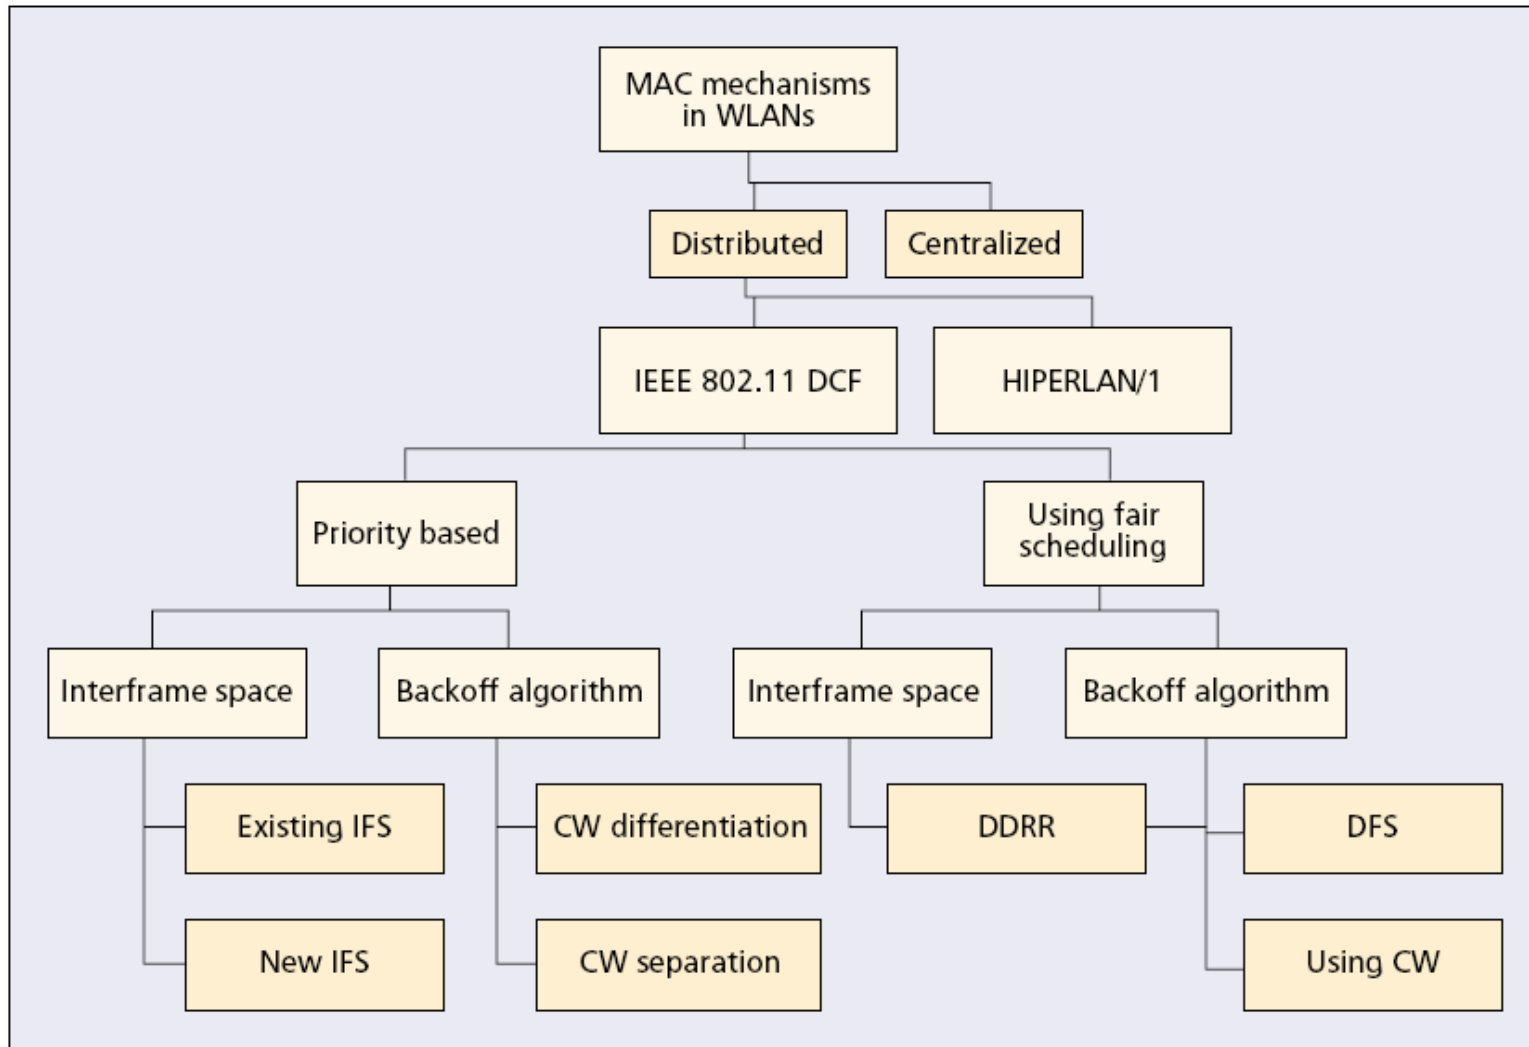 MAC mechanisms
in WLANs
Distributed
Centralized
IEEE 802.11 DCF
HIPERLAN/1
Priority based
Using fair
scheduling
Interframe space
Backoff algorithm
Interframe space
Backoff algorithm
Existing IFS
CW differentiation
DDRR
DFS
New IFS
CW separation
Using CW